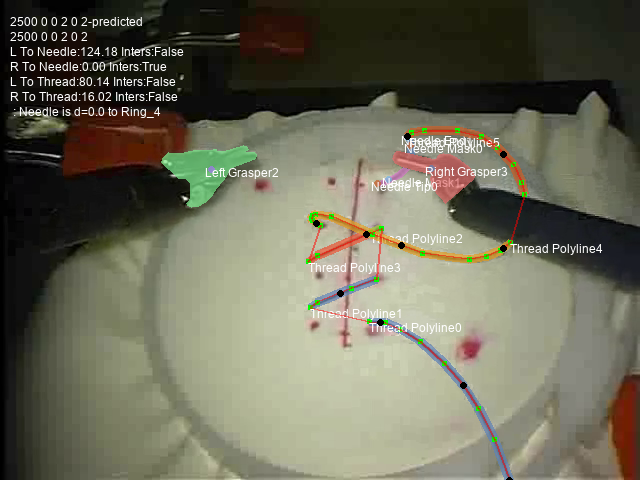 2500 0 0 2 0 2-predicted
2500 0 0 2 0 2
L To Needle:124.18 Inters:False
R To Needle:0.00 Inters:True
L To Thread:80.14 Inters:False
R To Thread:16.02 Inters:False
: Needle is d=0.0 to Ring_4
Thread Polyline5
Needle Mask0
Left Grasper2
Right Grasper3
Needle Mask1
Needle Tip0
Thread Polyline2
Thread Polyline4
Thread Polyline3
Thread Polyline1
Thread Polyline0